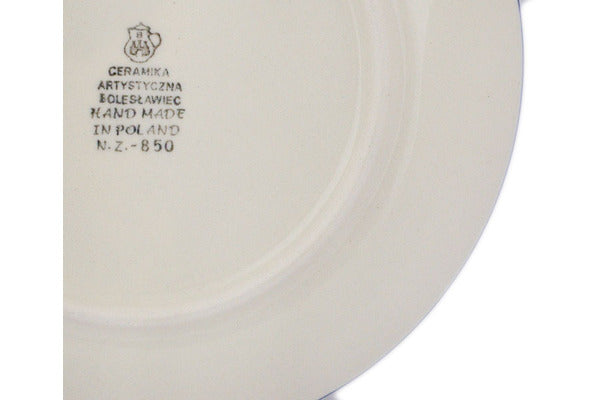 CERAMIKA
ARTYSTYCZNA
BOLESŁAWIEC
HAND MADE
IN POLAND
N.Z.-850